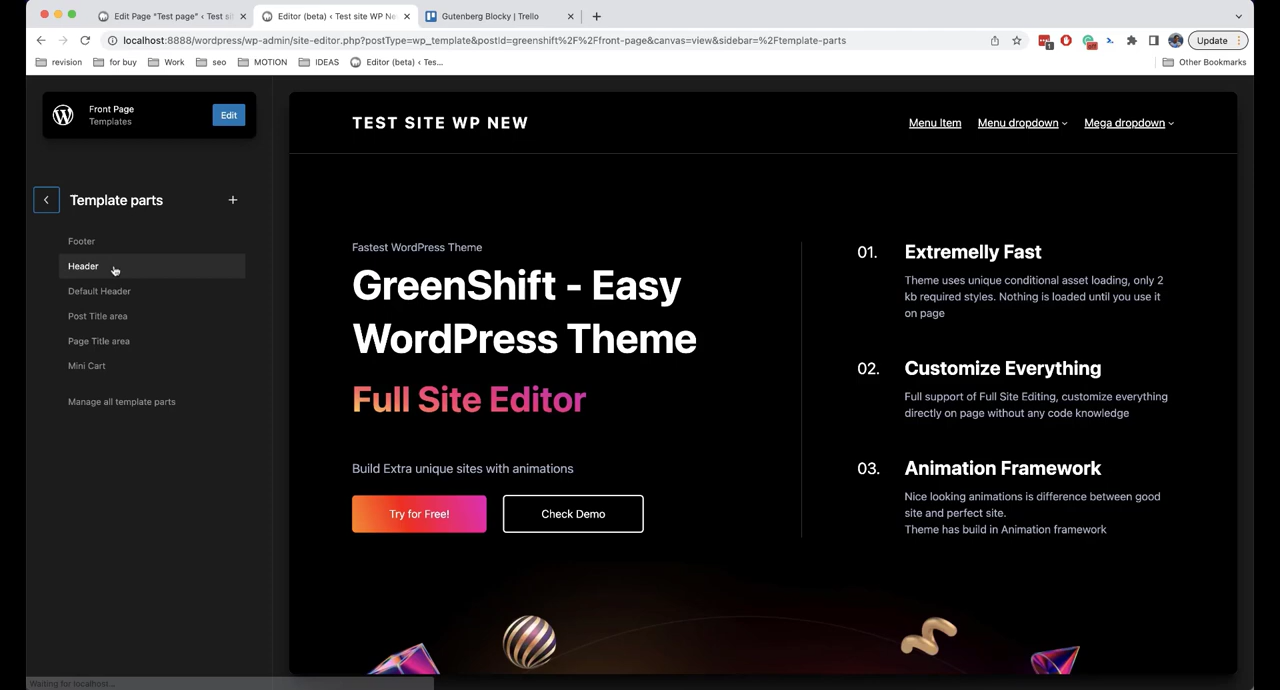 Edit Page "Test page" ‹ Test si
Editor (beta) ‹ Test site WP Ne
Gutenberg Blocky | Trello
localhost:8888/wordpress/wp-admin/site-editor.php?postType=wp_template&postId=greenshift%2F%2Ffront-page&canvas=view&sidebar=%2Ftemplate-parts
Update
revision
for buy
Work
seo
MOTION
IDEAS
Editor (beta) ‹ Tes...
Other Bookmarks
Front Page
Templates
Edit
Template parts
Footer
Header
Default Header
Post Title area
Page Title area
Mini Cart
Manage all template parts
TEST SITE WP NEW
Menu Item
Menu dropdown
Mega dropdown
Fastest WordPress Theme
GreenShift - Easy
WordPress Theme
Full Site Editor
Build Extra unique sites with animations
Try for Free!
Check Demo
01.
Extremelly Fast
Theme uses unique conditional asset loading, only 2
kb required styles. Nothing is loaded until you use it
on page
02.
Customize Everything
Full support of Full Site Editing, customize everything
directly on page without any code knowledge
03.
Animation Framework
Nice looking animations is difference between good
site and perfect site.
Theme has build in Animation framework
Waiting for localhost...